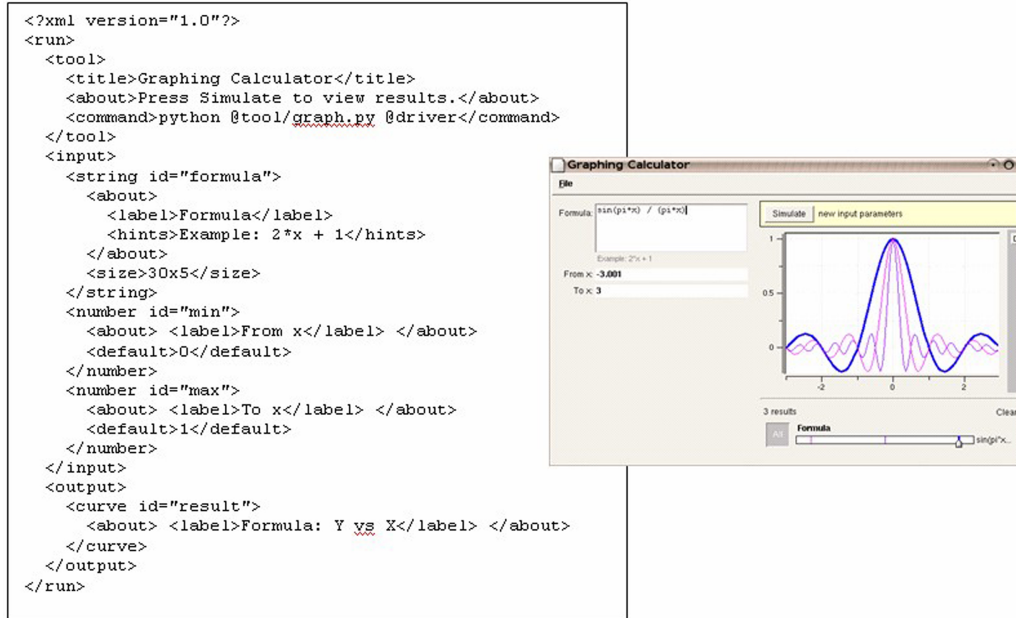 <?xml version="1.0"?>
<run>
<tool>
<title>Graphing Calculator</title>
<about>Press Simulate to view results.</about>
<command>python @tool/graph.py @driver</command>
</tool>
<input>
<string id="formula">
<about>
<label>Formula</label>
<hints>Example: 2*x + 1</hints>
</about>
<size>30x5</size>
</string>
<number id="min">
<about> <label>From x</label> </about>
<default>0</default>
</number>
<number id="max">
<about> <label>To x</label> </about>
<default>1</default>
</number>
</input>
<output>
<curve id="result">
<about> <label>Formula: Y vs X</label> </about>
</curve>
</output>
</run>
Graphing Calculator
File
Formula: sin(pi*x) / (pi*x)
Example: 2*x + 1
From x: -3.001
To x: 3
Simulate new input parameters
1
0.5
0
-2 0 2
3 results Clear
All Formula
sin(pi*x...